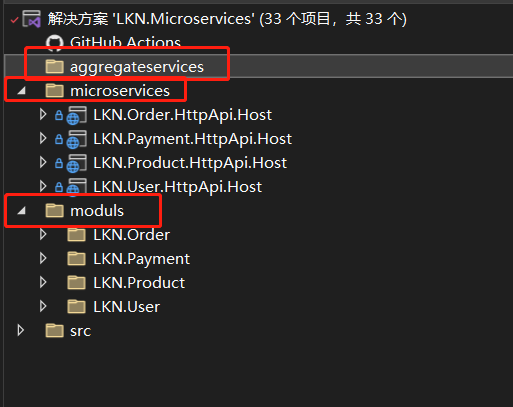 解决方案 'LKN.Microservices' (33 个项目，共 33 个)
GitHub Actions
aggregateservices
microservices
LKN.Order.HttpApi.Host
LKN.Payment.HttpApi.Host
LKN.Product.HttpApi.Host
LKN.User.HttpApi.Host
moduls
LKN.Order
LKN.Payment
LKN.Product
LKN.User
src